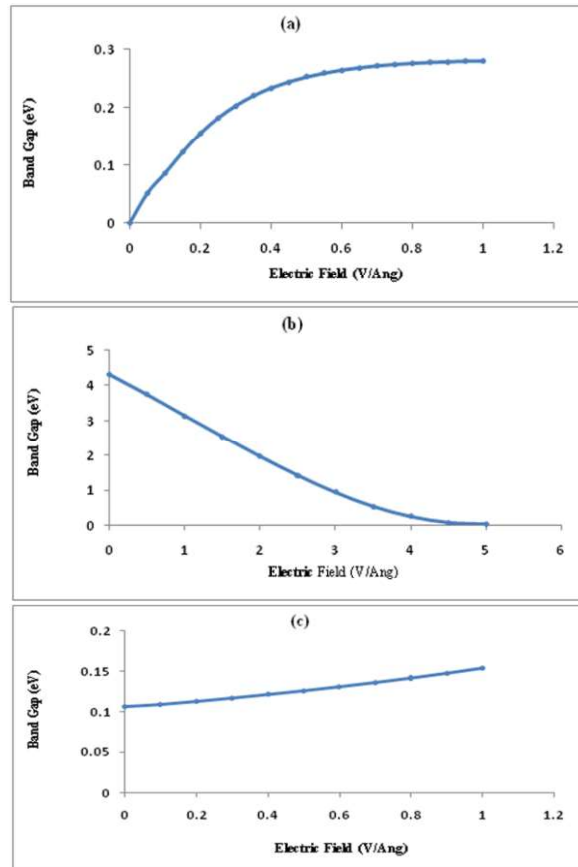 (a)
0.3
0.2
0.1
0
Band Gap (eV)
0 0.2 0.4 0.6 0.8 1 1.2
Electric Field (V/Ang)
(b)
5
4
3
2
1
0
Band Gap (eV)
0 1 2 3 4 5 6
Electric Field (V/Ang)
(c)
0.2
0.15
0.1
0.05
0
Band Gap (eV)
0 0.2 0.4 0.6 0.8 1 1.2
Electric Field (V/Ang)